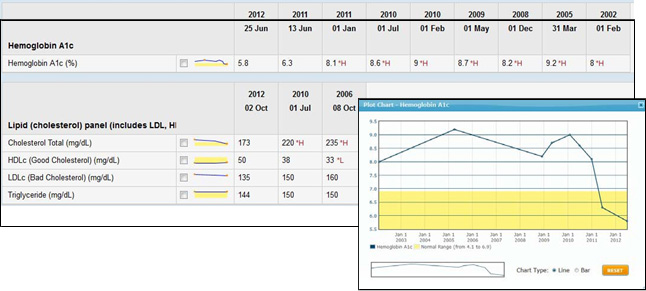 2012 2011 2011 2010 2010 2009 2008 2005 2002
25 Jun 13 Jun 01 Jan 01 Jul 01 Feb 01 May 01 Dec 31 Mar 01 Feb
Hemoglobin A1c
Hemoglobin A1c (%) 5.8 6.3 8.1 *H 8.6 *H 9 *H 8.7 *H 8.2 *H 9.2 *H 8 *H
2012 2010 2006
02 Oct 01 Jul 08 Oct
Lipid (cholesterol) panel (includes LDL, H
Cholesterol Total (mg/dL) 173 220 *H 235 *H
HDLc (Good Cholesterol) (mg/dL) 50 38 33 *L
LDLc (Bad Cholesterol) (mg/dL) 135 150 160
Triglyceride (mg/dL) 144 150 150
Plot Chart - Hemoglobin A1c
9.5
9.0
8.5
8.0
7.5
7.0
6.5
6.0
5.5
Jan 1 Jan 1 Jan 1 Jan 1 Jan 1 Jan 1 Jan 1 Jan 1 Jan 1 Jan 1
2003 2004 2005 2006 2007 2008 2009 2010 2011 2012
Hemoglobin A1c Normal Range (from 4.1 to 6.9)
Chart Type: Line Bar RESET